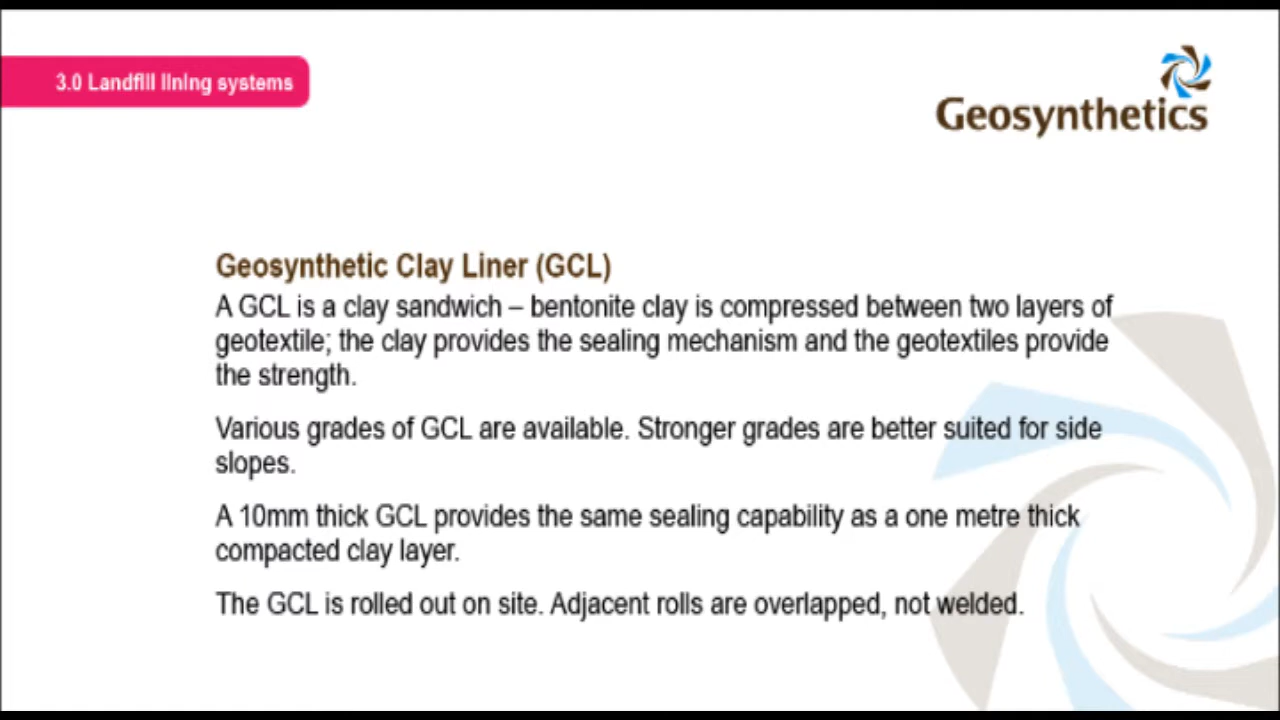 3.0 Landfill lining systems
Geosynthetics
Geosynthetic Clay Liner (GCL)
A GCL is a clay sandwich – bentonite clay is compressed between two layers of
geotextile; the clay provides the sealing mechanism and the geotextiles provide
the strength.
Various grades of GCL are available. Stronger grades are better suited for side
slopes.
A 10mm thick GCL provides the same sealing capability as a one metre thick
compacted clay layer.
The GCL is rolled out on site. Adjacent rolls are overlapped, not welded.